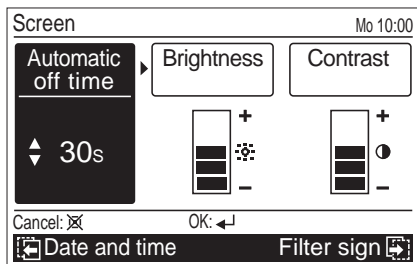 Screen Mo 10:00
Automatic
off time
Brightness
Contrast
30s
+ +
– –
Cancel: OK:
Date and time Filter sign